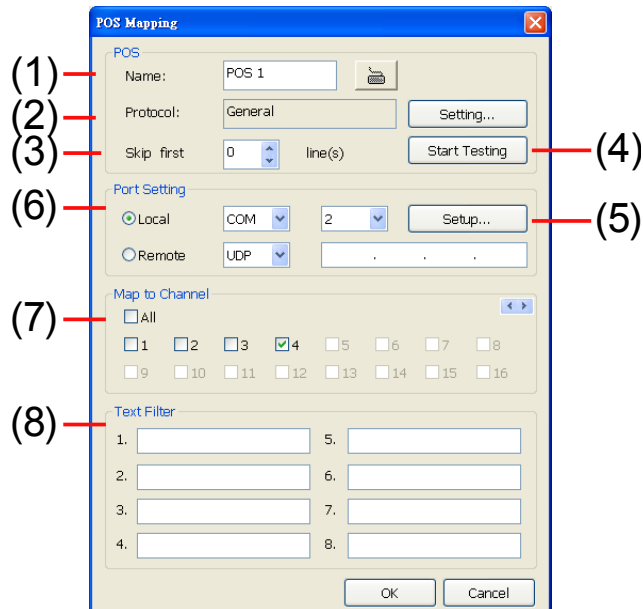 POS Mapping
POS
(1) Name: POS 1
(2) Protocol: General Setting...
(3) Skip first 0 line(s) Start Testing (4)
Port Setting
(6) Local COM 2 Setup... (5)
Remote UDP . . .
Map to Channel
(7) All
1 2 3 4 5 6 7 8
9 10 11 12 13 14 15 16
(8) Text Filter
1. 5.
2. 6.
3. 7.
4. 8.
OK Cancel